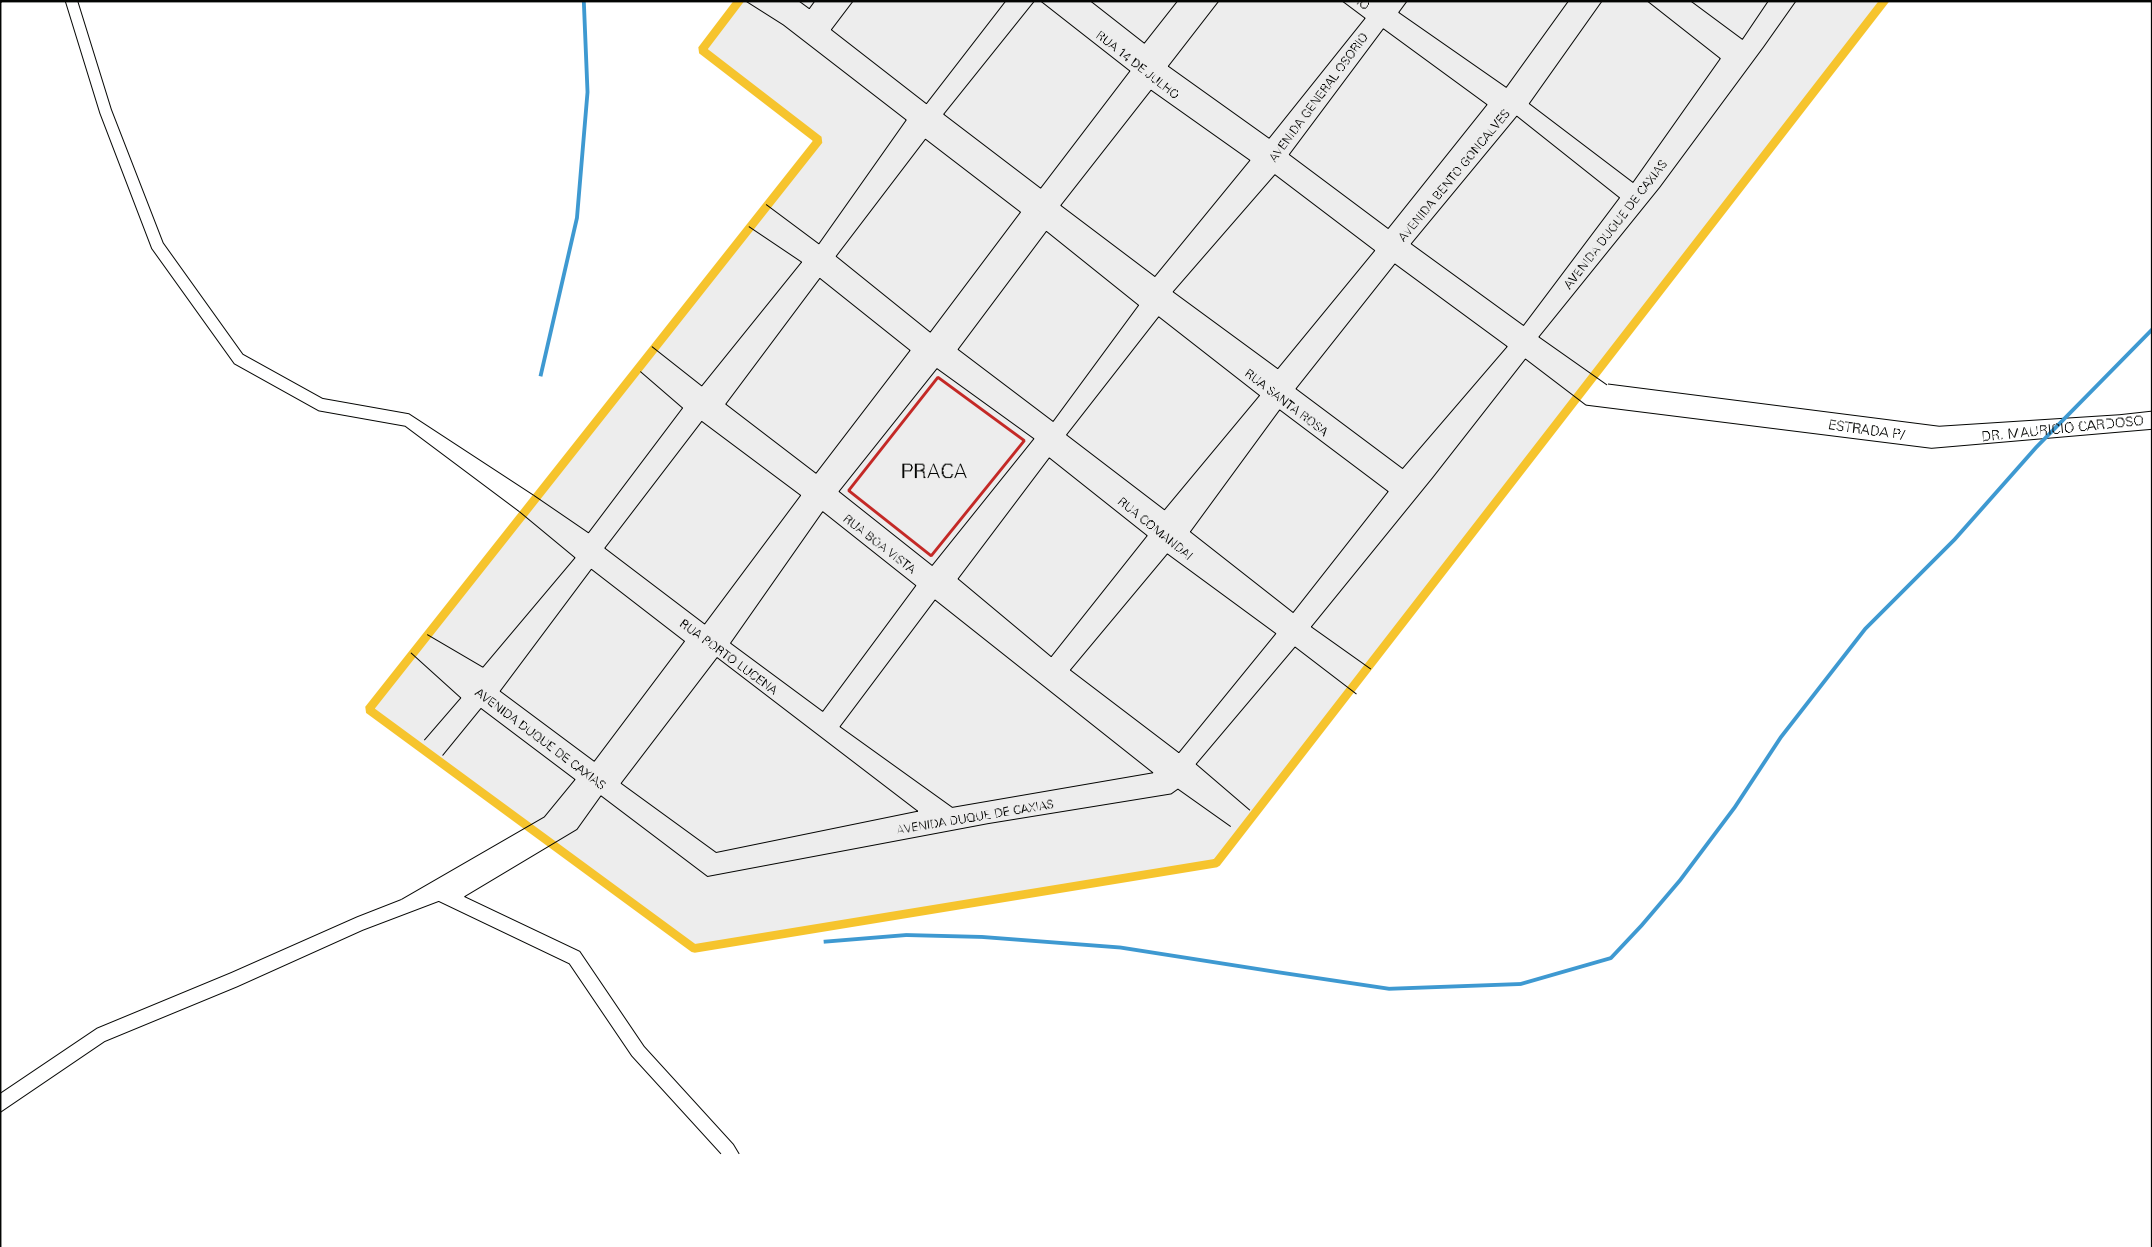 RUA 14 DE JULHO
AVENIDA GENERAL OSORIO
AVENIDA BENTO GONCALVES
AVENIDA DUQUE DE CAXIAS
RUA SANTA ROSA
ESTRADA P/
DR. MAURICIO CARDOSO
PRACA
RUA COMANDAI
RUA BOA VISTA
RUA PORTO LUCENA
AVENIDA DUQUE DE CAXIAS
AVENIDA DUQUE DE CAXIAS